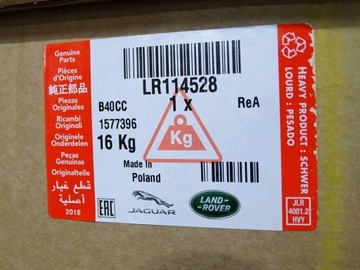 Genuine
Parts
Pièces
d'Origine
純正部品
Piezas
Originales
Ricambi
Originali
Originele
Onderdelen
Peças
Genuínas
Originalteile
قطع غيار
أصلية
2018
LR114528
B40CC
1 x
ReA
1577396
16 Kg
Kg
Made In
Poland
EAC
JAGUAR
LAND-
ROVER
HEAVY PRODUCT : SCHWER
LOURD : PESADO
JLR
4001.2
HVY